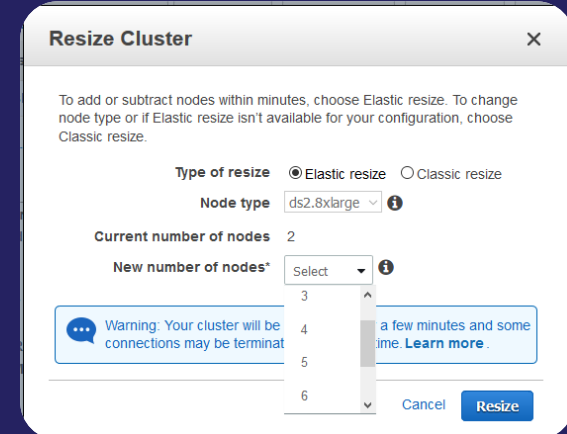 Resize Cluster
To add or subtract nodes within minutes, choose Elastic resize. To change
node type or if Elastic resize isn't available for your configuration, choose
Classic resize.
Type of resize Elastic resize Classic resize
Node type ds2.8xlarge
Current number of nodes 2
New number of nodes* Select
3
4
5
6
Warning: Your cluster will be a few minutes and some
connections may be terminat ime. Learn more.
Cancel Resize